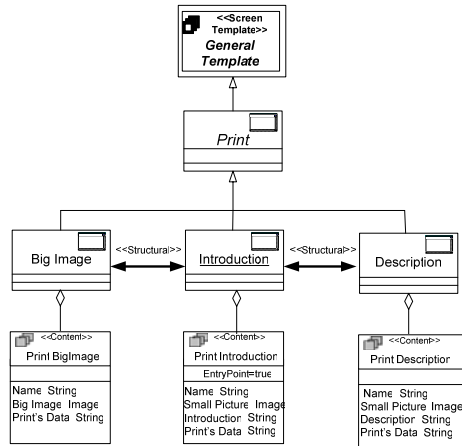 <<Screen
Template>>
General
Template
Print
Big Image
<<Structural>>
Introduction
<<Structural>>
Description
<<Content>>
Print BigImage
Name String
Big Image Image
Print's Data String
<<Content>>
Print Introduction
EntryPoint=true
Name String
Small Picture Image
Introduction String
Print's Data String
<<Content>>
Print Description
Name String
Small Picture Image
Description String
Print's Data String